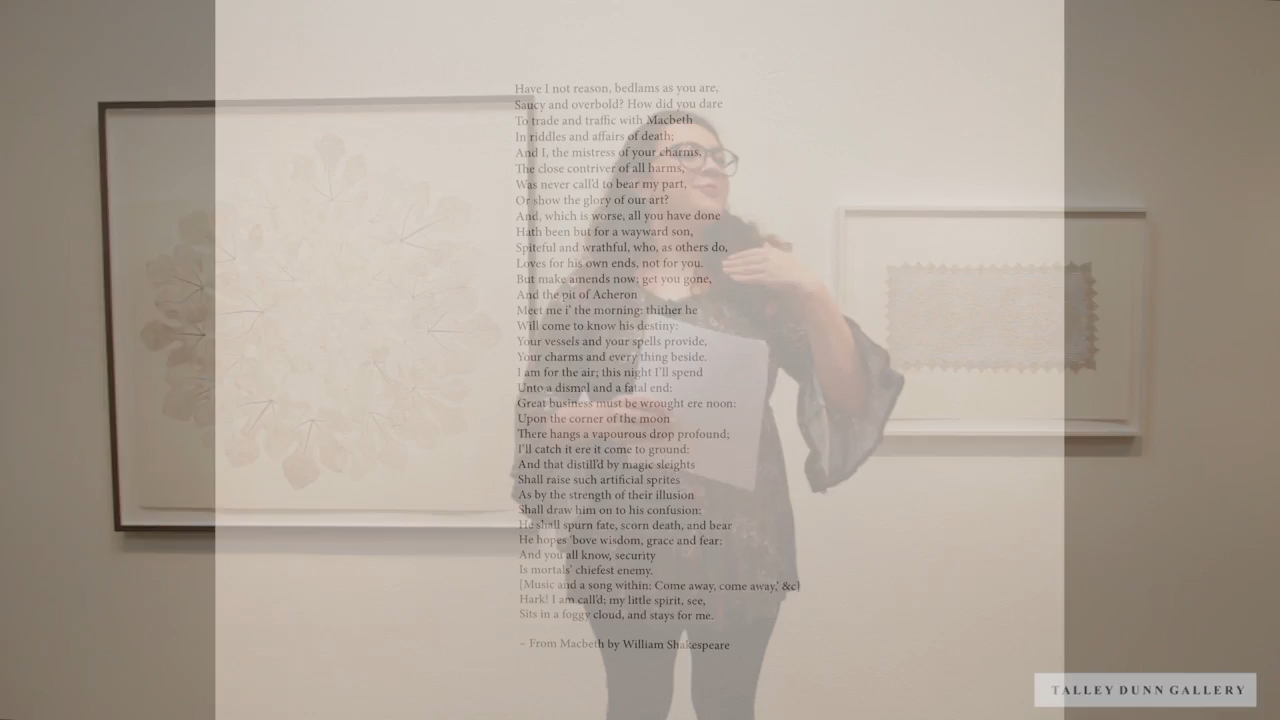 Have I not reason, bedlams as you are,
Saucy and overbold? How did you dare
To trade and traffic with Macbeth
In riddles and affairs of death;
And I, the mistress of your charms,
The close contriver of all harms,
Was never call'd to bear my part,
Or show the glory of our art?
And, which is worse, all you have done
Hath been but for a wayward son,
Spiteful and wrathful, who, as others do,
Loves for his own ends, not for you.
But make amends now: get you gone,
And the pit of Acheron
Meet me i' the morning: thither he
Will come to know his destiny:
Your vessels and your spells provide,
Your charms and every thing beside.
I am for the air; this night I'll spend
Unto a dismal and a fatal end:
Great business must be wrought ere noon:
Upon the corner of the moon
There hangs a vapourous drop profound;
I'll catch it ere it come to ground:
And that distill'd by magic sleights
Shall raise such artificial sprites
As by the strength of their illusion
Shall draw him on to his confusion:
He shall spurn fate, scorn death, and bear
He hopes 'bove wisdom, grace and fear:
And you all know, security
Is mortals' chiefest enemy.
[Music and a song within: Come away, come away,' &c]
Hark! I am call'd; my little spirit, see,
Sits in a foggy cloud, and stays for me.
– From Macbeth by William Shakespeare
TALLEY DUNN GALLERY